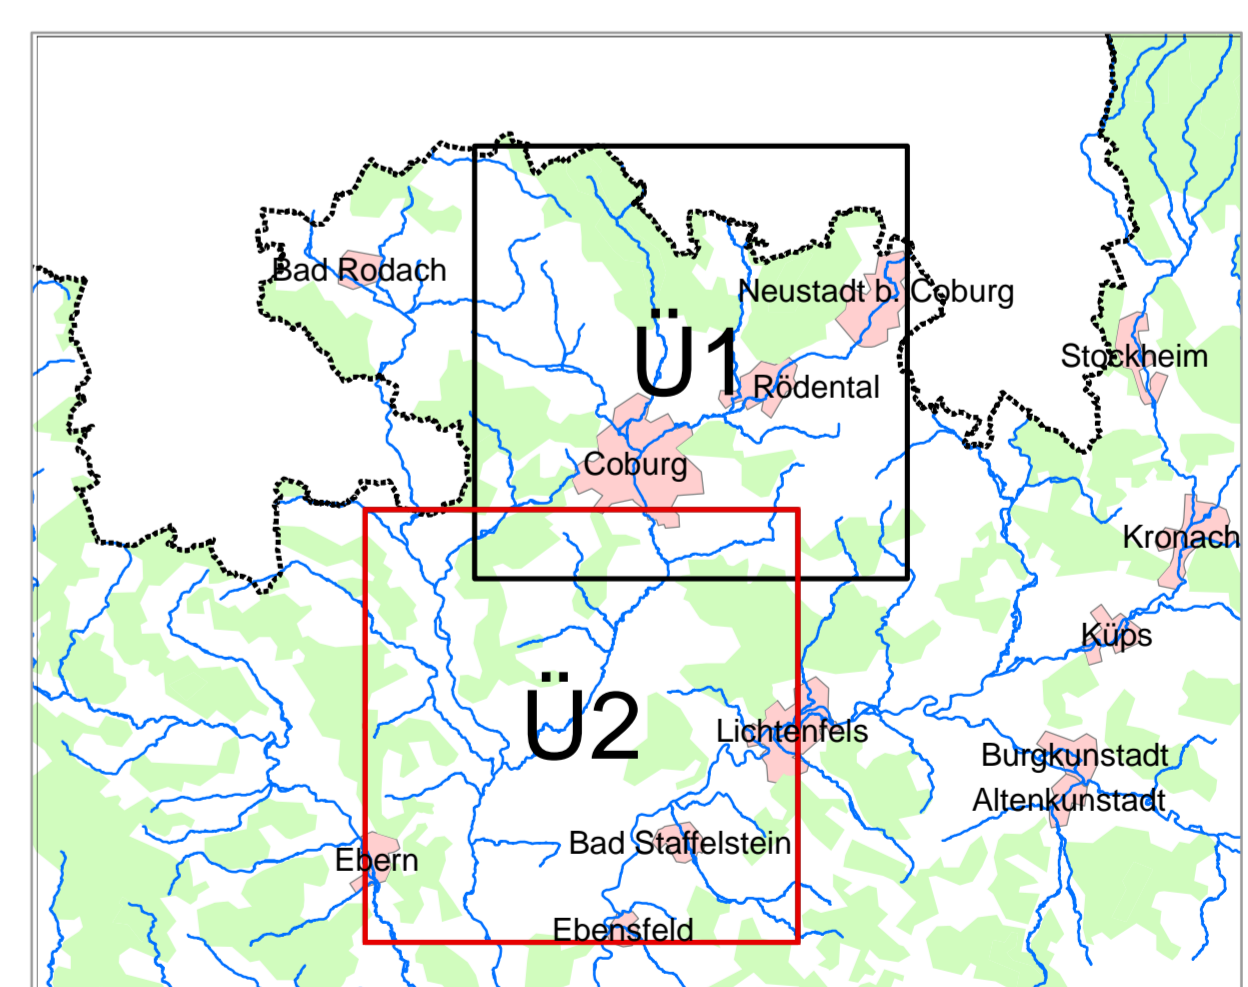 Bad Rodach
Neustadt b. Coburg
Ü1
Stockheim
Rödental
Coburg
Kronach
Küps
Ü2
Lichtenfels
Burgkunstadt
Altenkunstadt
Bad Staffelstein
Ebern
Ebensfeld